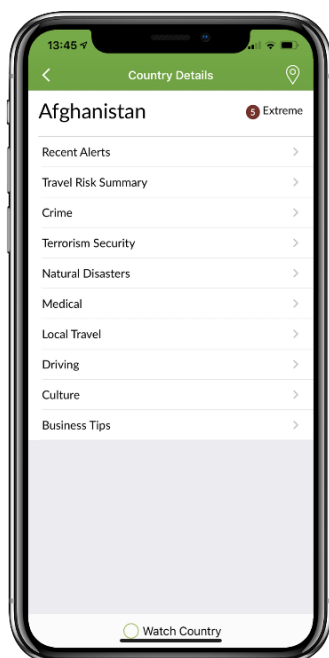 13:45
Country Details
Afghanistan
5 Extreme
Recent Alerts
Travel Risk Summary
Crime
Terrorism Security
Natural Disasters
Medical
Local Travel
Driving
Culture
Business Tips
Watch Country